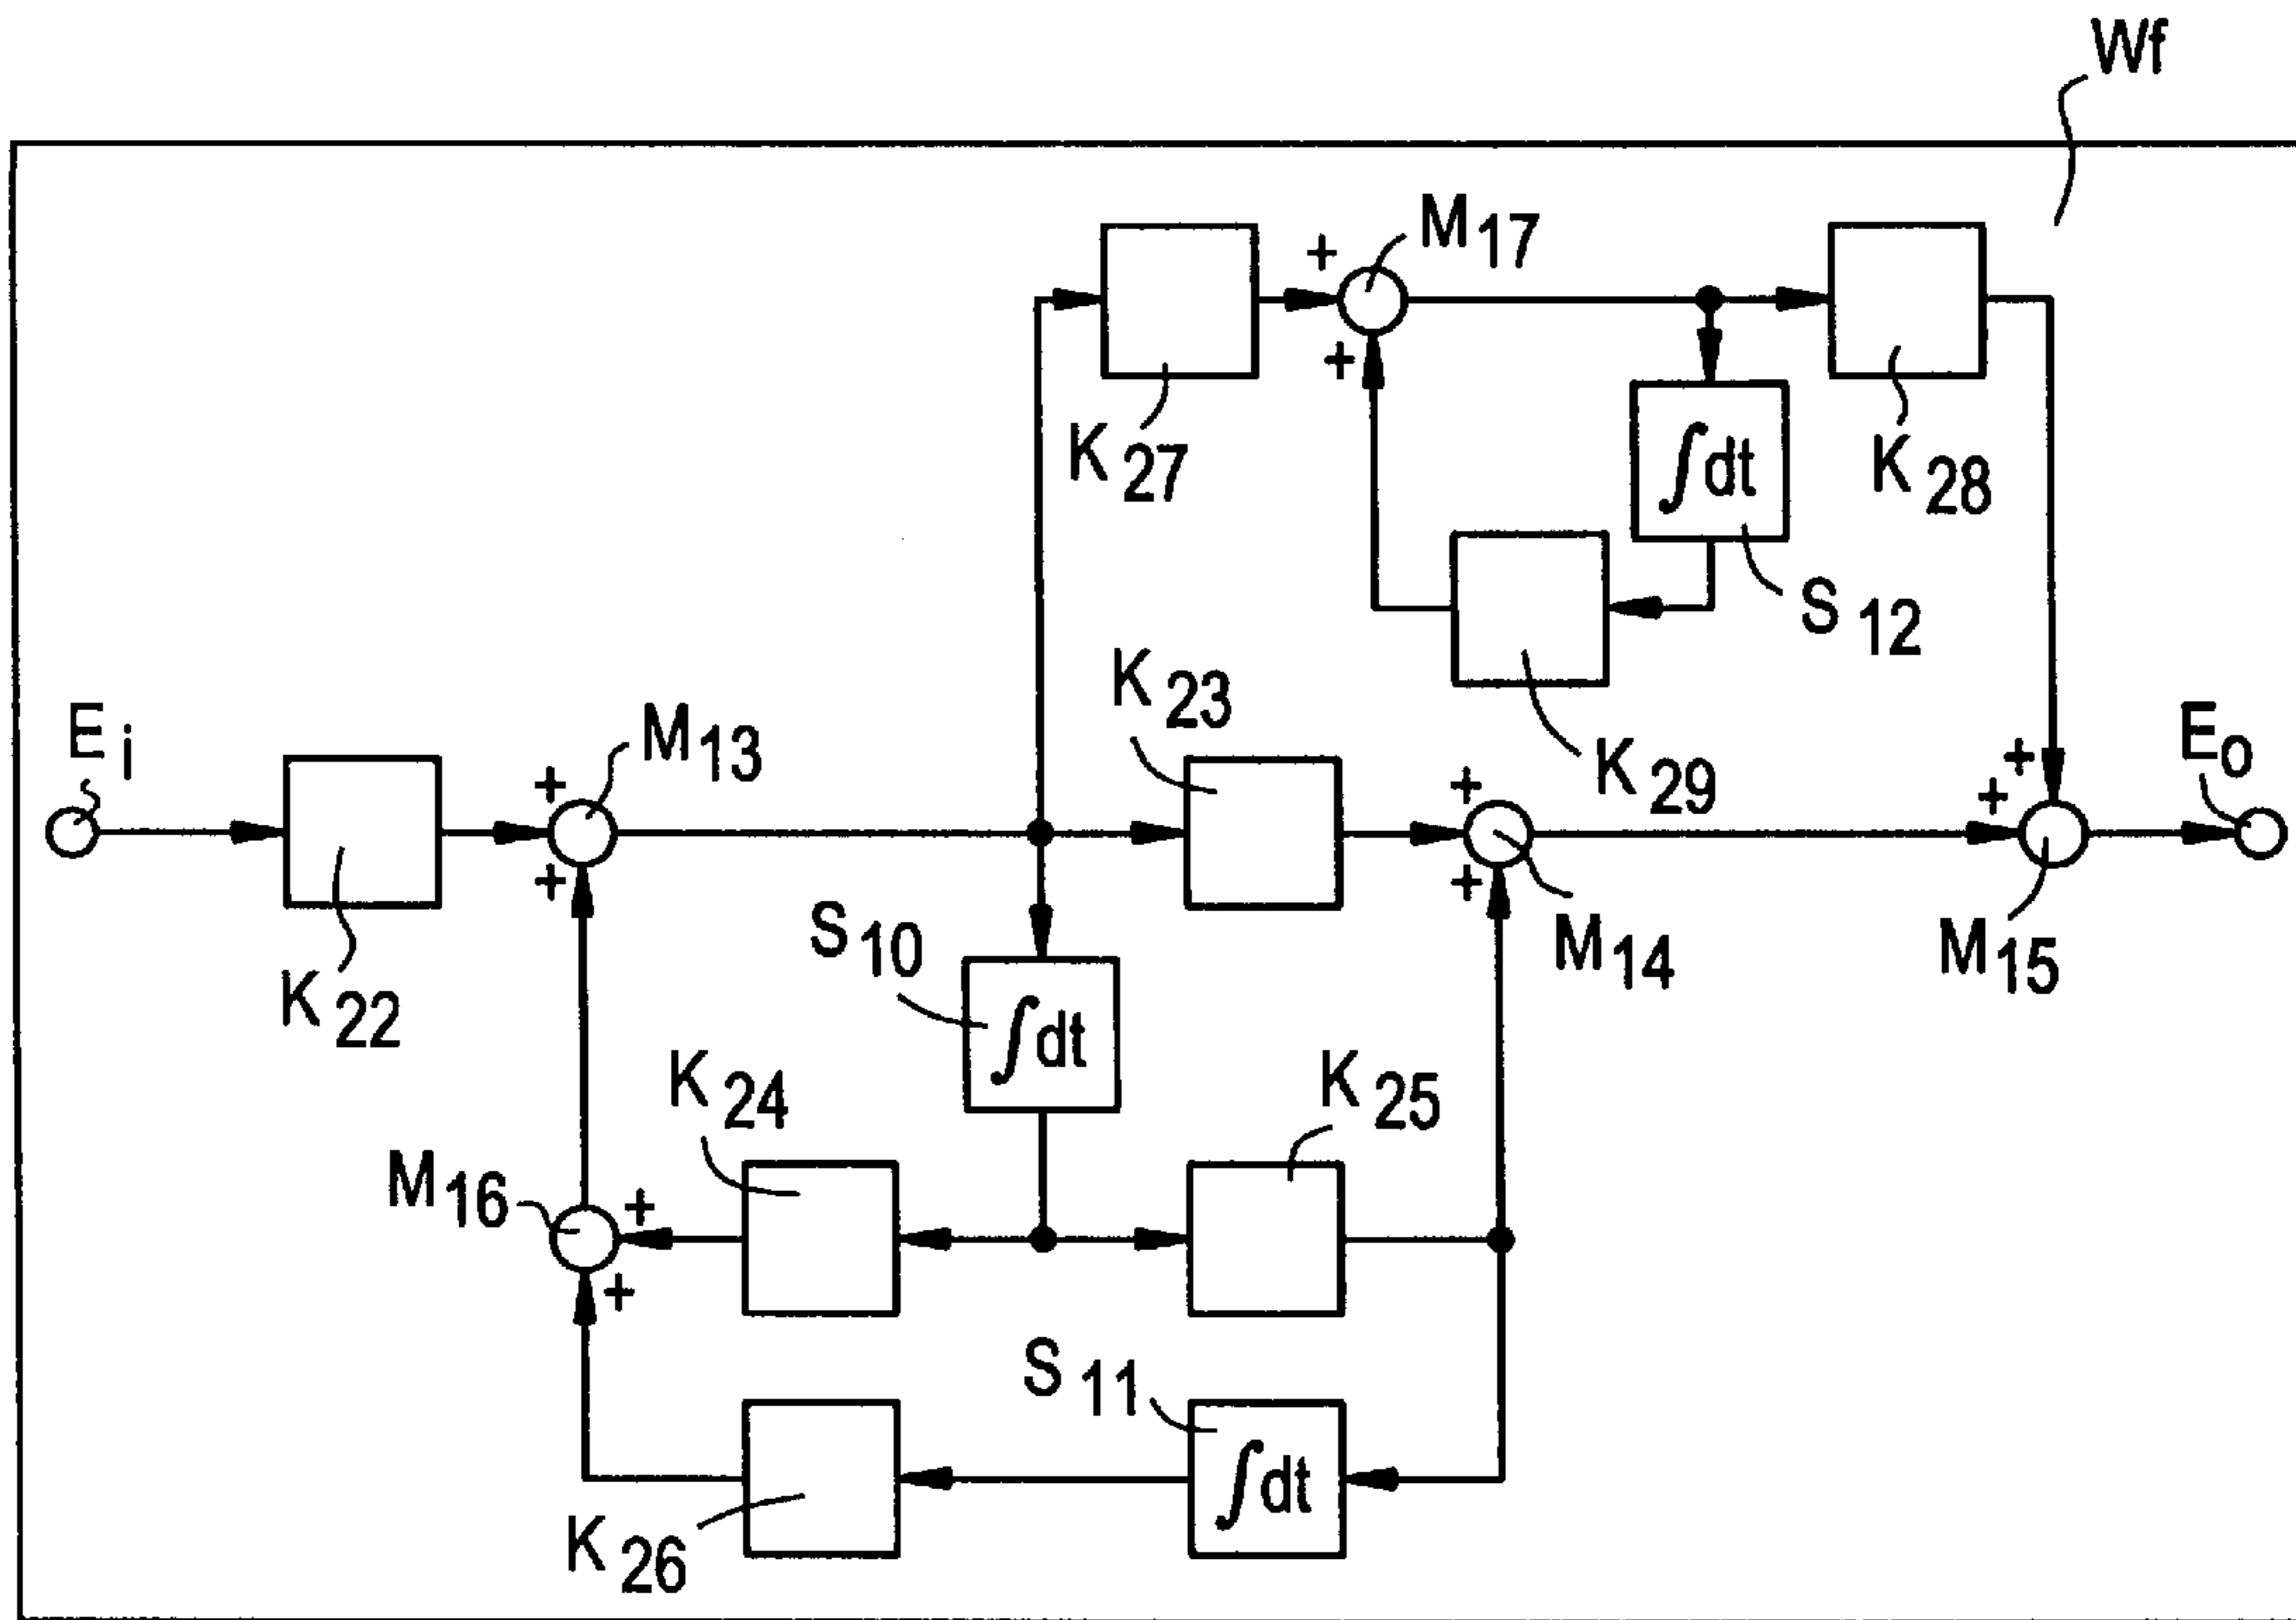 Wf
M17
K27
∫dt
K28
S12
K23
K29
Ei
M13
Eo
K22
S10
M14
M15
∫dt
K24
K25
M16
S11
∫dt
K26
+
+
+
+
+
+
+
+
+
+